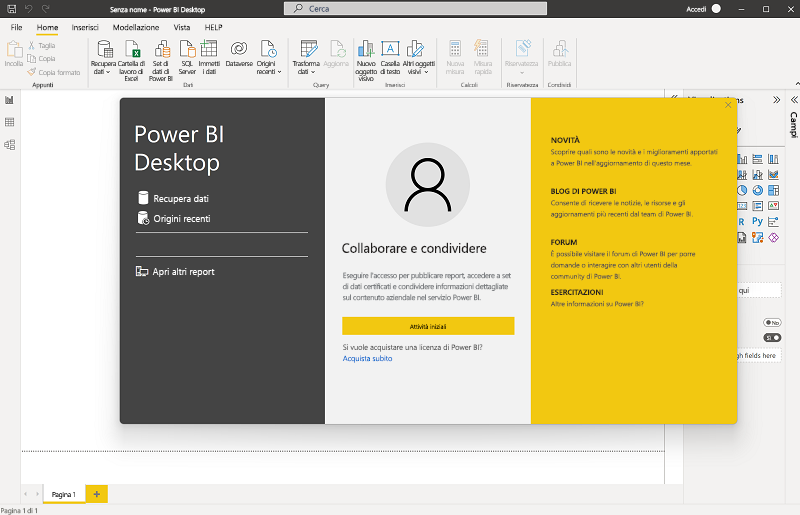 Senza nome - Power BI Desktop
Cerca
Accedi
File
Home
Inserisci
Modellazione
Vista
HELP
Incolla
Taglia
Copia
Copia formato
Appunti
Recupera dati
Cartella di lavoro di Excel
Set di dati di Power BI
SQL Server
Immetti i dati
Dataverse
Origini recenti
Dati
Trasforma dati
Aggiorna
Query
Nuovo oggetto visivo
Casella di testo
Altri oggetti visivi
Inserisci
Nuova misura
Misura rapida
Calcoli
Riservatezza
Riservatezza
Pubblica
Condividi
Campi
Power BI
Desktop
Recupera dati
Origini recenti
Apri altri report
Collaborare e condividere
Eseguire l'accesso per pubblicare report, accedere a set
di dati certificati e condividere informazioni dettagliate
sul contenuto aziendale nel servizio Power BI.
Attività iniziali
Si vuole acquistare una licenza di Power BI?
Acquista subito
NOVITÀ
Scoprire quali sono le novità e i miglioramenti apportati
a Power BI nell'aggiornamento di questo mese.
BLOG DI POWER BI
Consente di ricevere le notizie, le risorse e gli
aggiornamenti più recenti dal team di Power BI.
FORUM
È possibile visitare il forum di Power BI per porre
domande o interagire con altri utenti della
community di Power BI.
ESERCITAZIONI
Altre informazioni su Power BI?
R
Py
qui
No
Sì
fields here
Pagina 1
Pagina 1 di 1